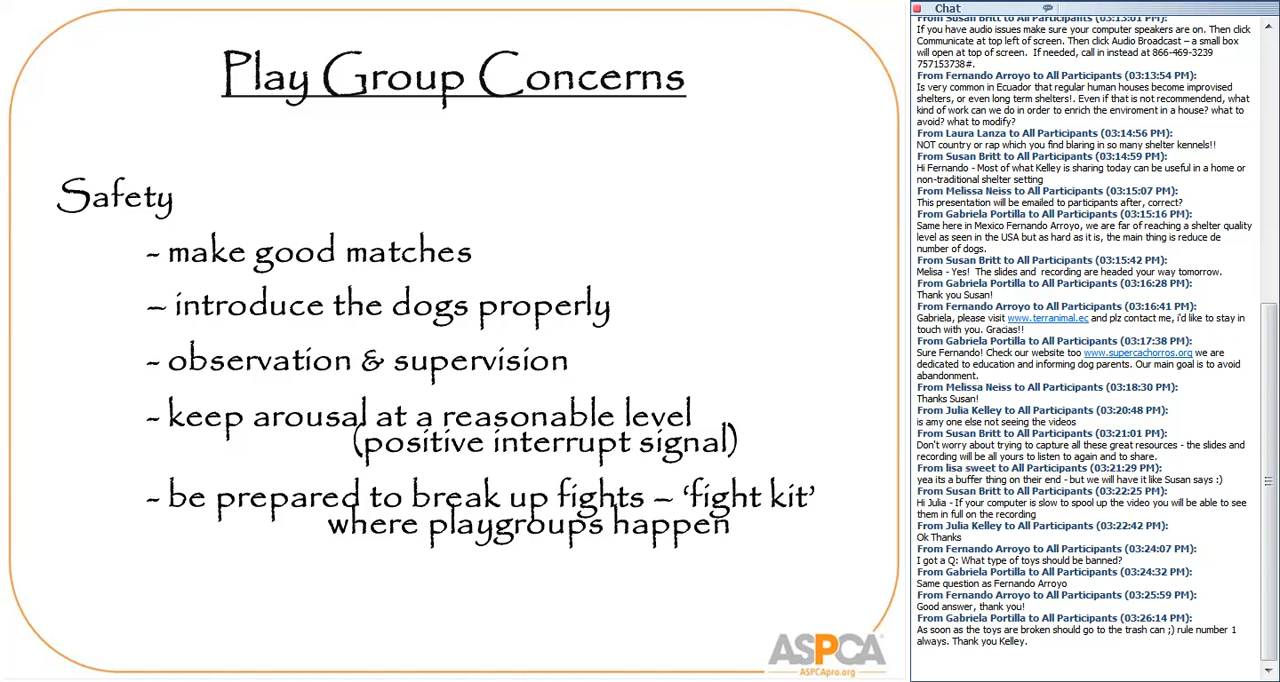 Play Group Concerns
Safety
- make good matches
– introduce the dogs properly
- observation & supervision
- keep arousal at a reasonable level
(positive interrupt signal)
- be prepared to break up fights – ‘fight kit’
where playgroups happen
ASPCA
ASPCApro.org
Chat
From Susan Britt to All Participants (03:13:01 PM):
If you have audio issues make sure your computer speakers are on. Then click
Communicate at top left of screen. Then click Audio Broadcast – a small box
will open at top of screen.  If needed, call in instead at 866-469-3239
757153738#.
From Fernando Arroyo to All Participants (03:13:54 PM):
Is very common in Ecuador that regular human houses become improvised
shelters, or even long term shelters!. Even if that is not recommendend, what
kind of work can we do in order to enrich the enviroment in a house? what to
avoid? what to modify?
From Laura Lanza to All Participants (03:14:56 PM):
NOT country or rap which you find blaring in so many shelter kennels!!
From Susan Britt to All Participants (03:14:59 PM):
Hi Fernando - Most of what Kelley is sharing today can be useful in a home or
non-traditional shelter setting
From Melissa Neiss to All Participants (03:15:07 PM):
This presentation will be emailed to participants after, correct?
From Gabriela Portilla to All Participants (03:15:16 PM):
Same here in Mexico Fernando Arroyo, we are far of reaching a shelter quality
level as seen in the USA but as hard as it is, the main thing is reduce de
number of dogs.
From Susan Britt to All Participants (03:15:42 PM):
Melisa - Yes!  The slides and  recording are headed your way tomorrow.
From Gabriela Portilla to All Participants (03:16:28 PM):
Thank you Susan!
From Fernando Arroyo to All Participants (03:16:41 PM):
Gabriela, please visit www.terranimal.ec and plz contact me, i'd like to stay in
touch with you. Gracias!!
From Gabriela Portilla to All Participants (03:17:38 PM):
Sure Fernando! Check our website too www.supercachorros.org we are
dedicated to education and informing dog parents. Our main goal is to avoid
abandonment.
From Melissa Neiss to All Participants (03:18:30 PM):
Thanks Susan!
From Julia Kelley to All Participants (03:20:48 PM):
is amy one else not seeing the videos
From Susan Britt to All Participants (03:21:01 PM):
Don't worry about trying to capture all these great resources - the slides and
recording will be all yours to listen to again and to share.
From lisa sweet to All Participants (03:21:29 PM):
yea its a buffer thing on their end - but we will have it like Susan says :)
From Susan Britt to All Participants (03:22:25 PM):
Hi Julia - If your computer is slow to spool up the video you will be able to see
them in full on the recording
From Julia Kelley to All Participants (03:22:42 PM):
Ok Thanks
From Fernando Arroyo to All Participants (03:24:07 PM):
I got a Q: What type of toys should be banned?
From Gabriela Portilla to All Participants (03:24:32 PM):
Same question as Fernando Arroyo
From Fernando Arroyo to All Participants (03:25:59 PM):
Good answer, thank you!
From Gabriela Portilla to All Participants (03:26:14 PM):
As soon as the toys are broken should go to the trash can ;) rule number 1
always. Thank you Kelley.